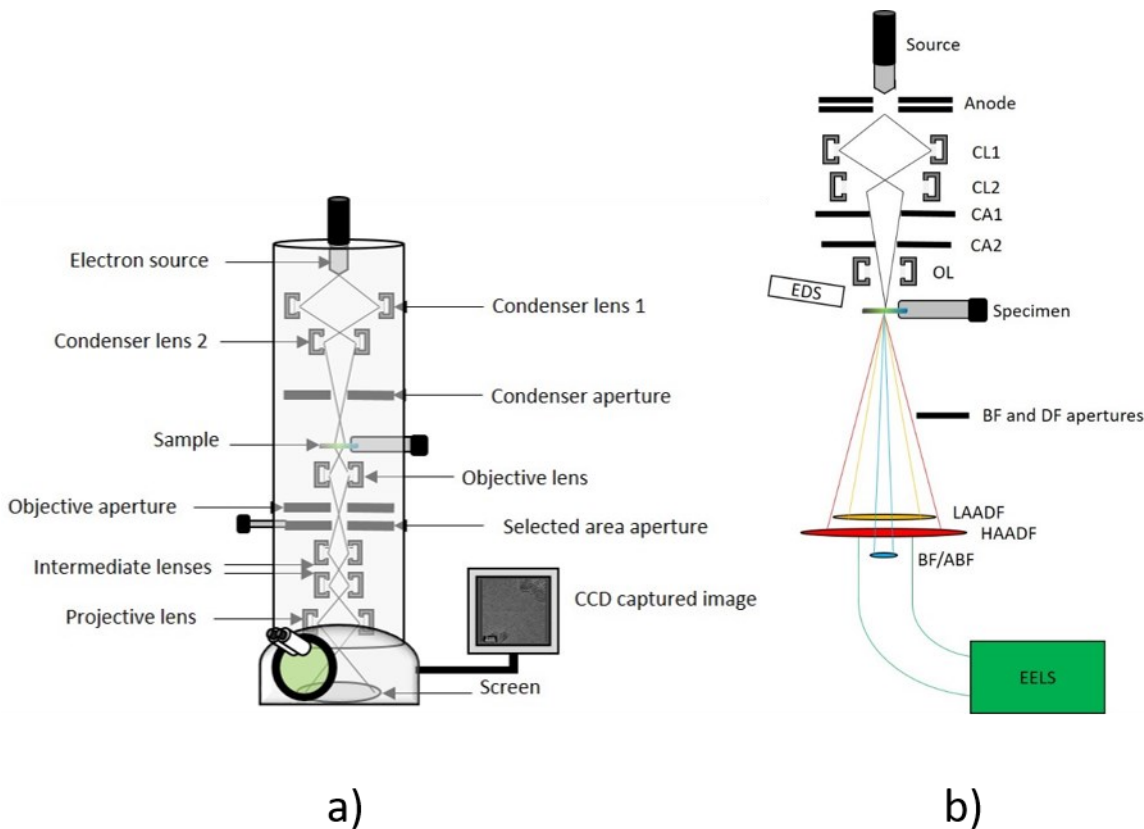 Electron source
Condenser lens 1
Condenser lens 2
Condenser aperture
Sample
Objective lens
Objective aperture
Selected area aperture
Intermediate lenses
Projective lens
CCD captured image
Screen
a)
Source
Anode
CL1
CL2
CA1
CA2
OL
EDS
Specimen
BF and DF apertures
LAADF
HAADF
BF/ABF
EELS
b)